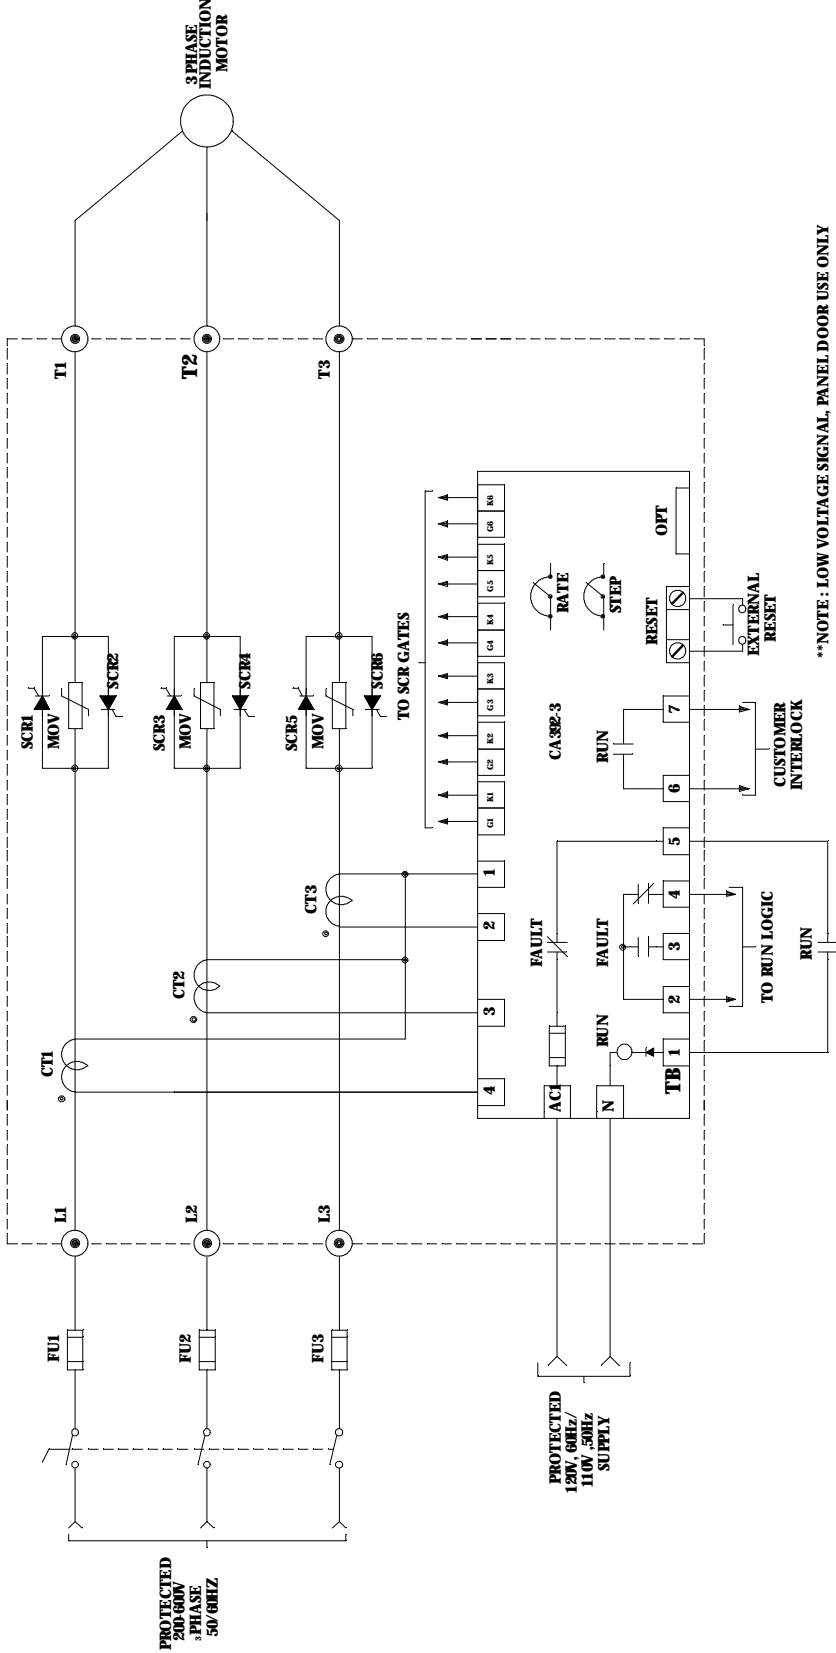 PROTECTED
200-600V
3 PHASE
50/60HZ
FU1
FU2
FU3
L1
L2
L3
CT1
CT2
CT3
SCR1
MOV
SCR2
SCR3
MOV
SCR4
SCR5
MOV
SCR6
T1
T2
T3
3 PHASE
INDUCTION
MOTOR
TO SCR GATES
4
3
2
1
G1
K1
G2
K2
G3
K3
G4
K4
G5
K5
G6
K6
PROTECTED
120V, 60Hz/
110V ,50Hz
SUPPLY
AC1
N
FAULT
CA392-3
RATE
STEP
RUN
FAULT
RUN
RESET
OPT
TB
1
2
3
4
5
6
7
TO RUN LOGIC
CUSTOMER
INTERLOCK
EXTERNAL
RESET
RUN
**NOTE : LOW VOLTAGE SIGNAL, PANEL DOOR USE ONLY